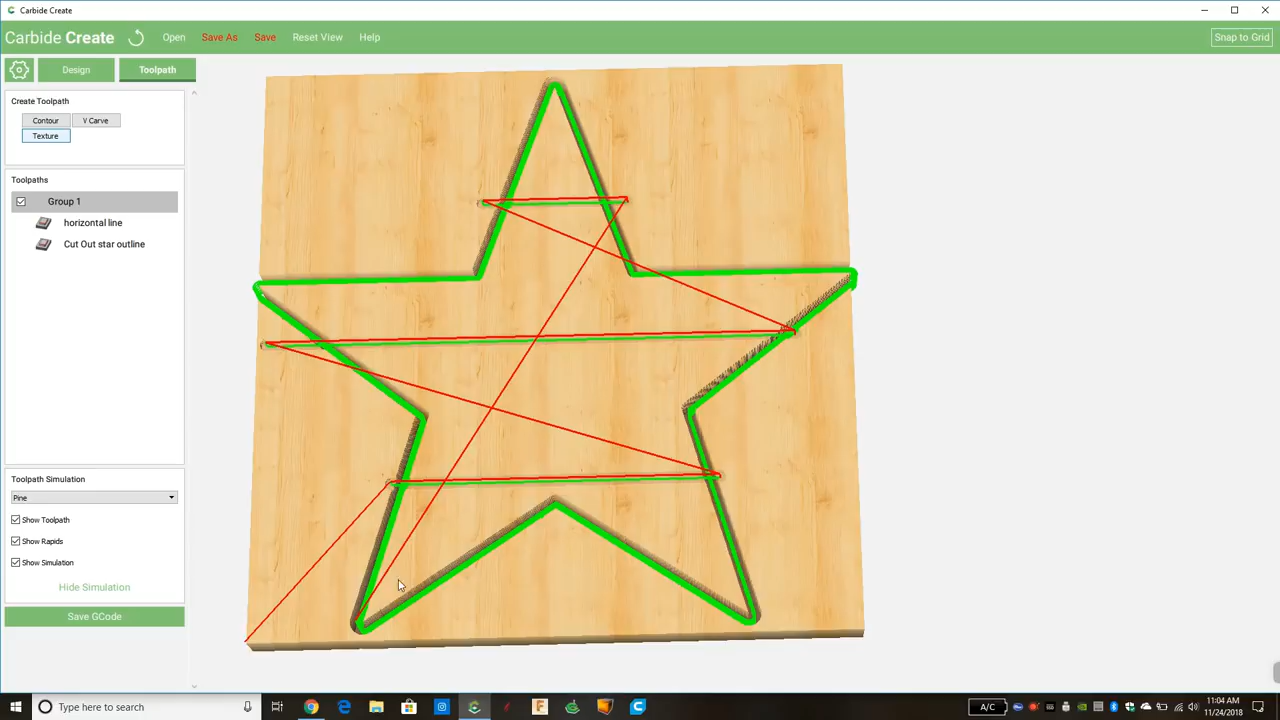 Carbide Create
Carbide Create Open Save As Save Reset View Help Snap to Grid
Design Toolpath
Create Toolpath
Contour V Carve
Texture
Toolpaths
Group 1
horizontal line
Cut Out star outline
Toolpath Simulation
Pine
Show Toolpath
Show Rapids
Show Simulation
Hide Simulation
Save GCode
Type here to search
A/C
11:04 AM
11/24/2018